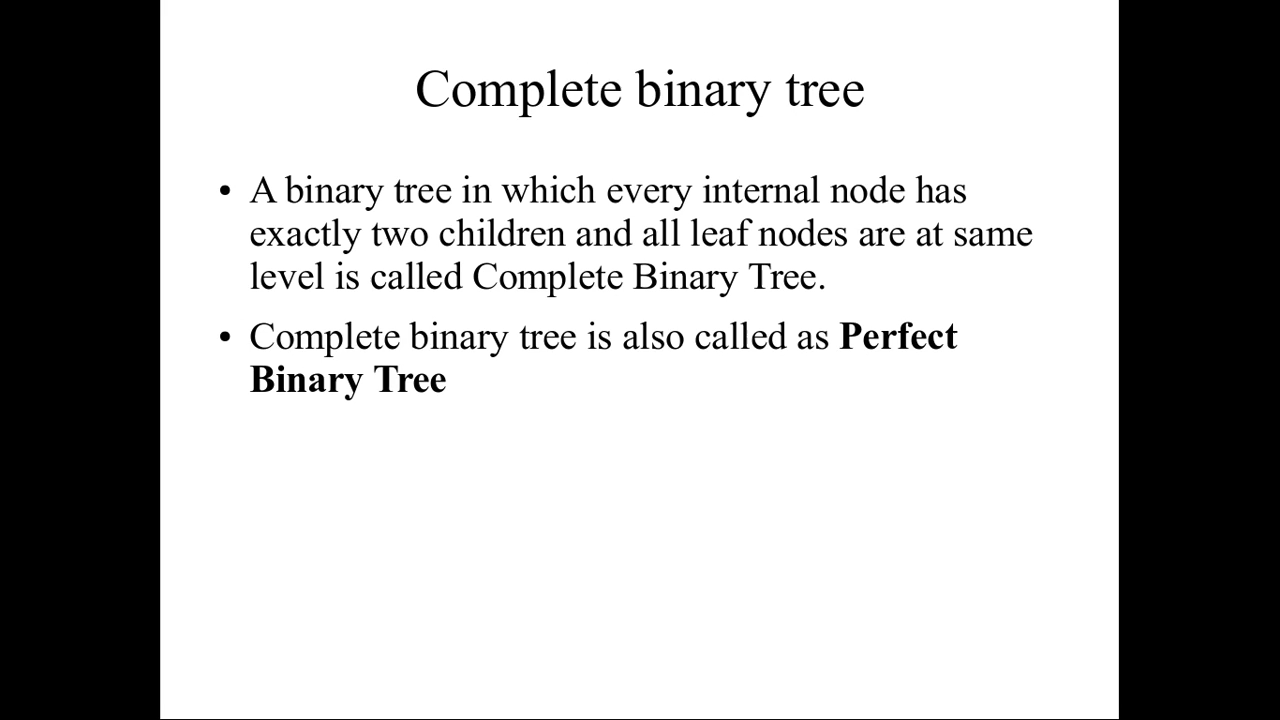 Complete binary tree
• A binary tree in which every internal node has
exactly two children and all leaf nodes are at same
level is called Complete Binary Tree.
• Complete binary tree is also called as Perfect
Binary Tree